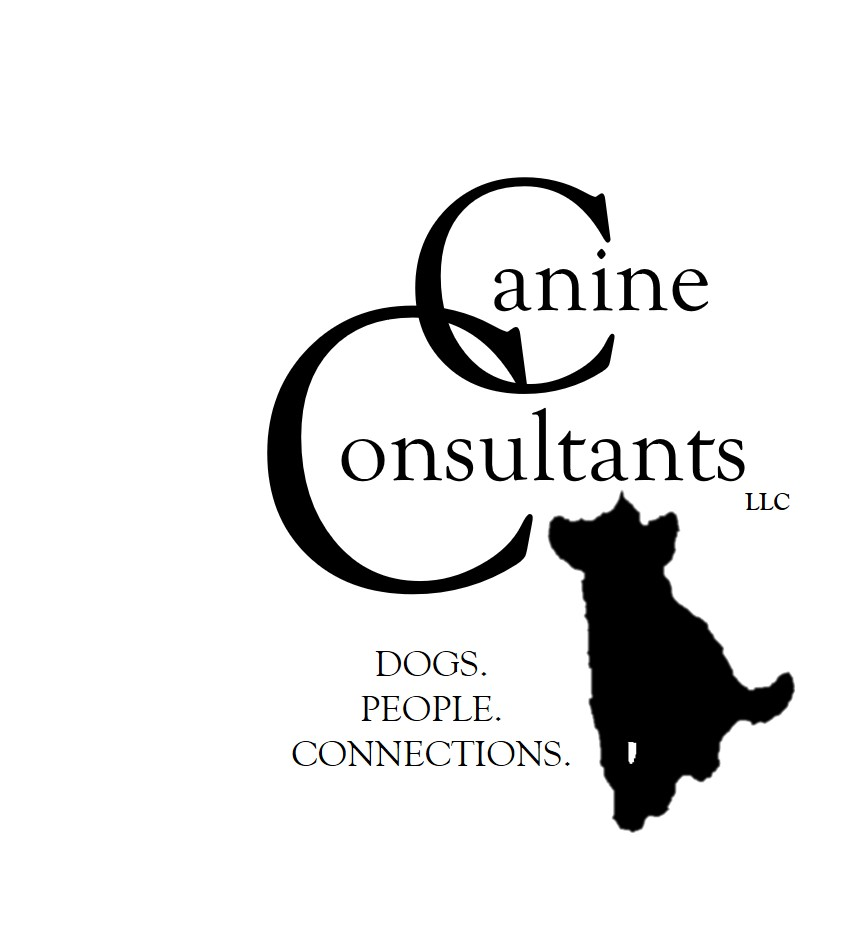 Canine
Consultants
LLC
DOGS.
PEOPLE.
CONNECTIONS.